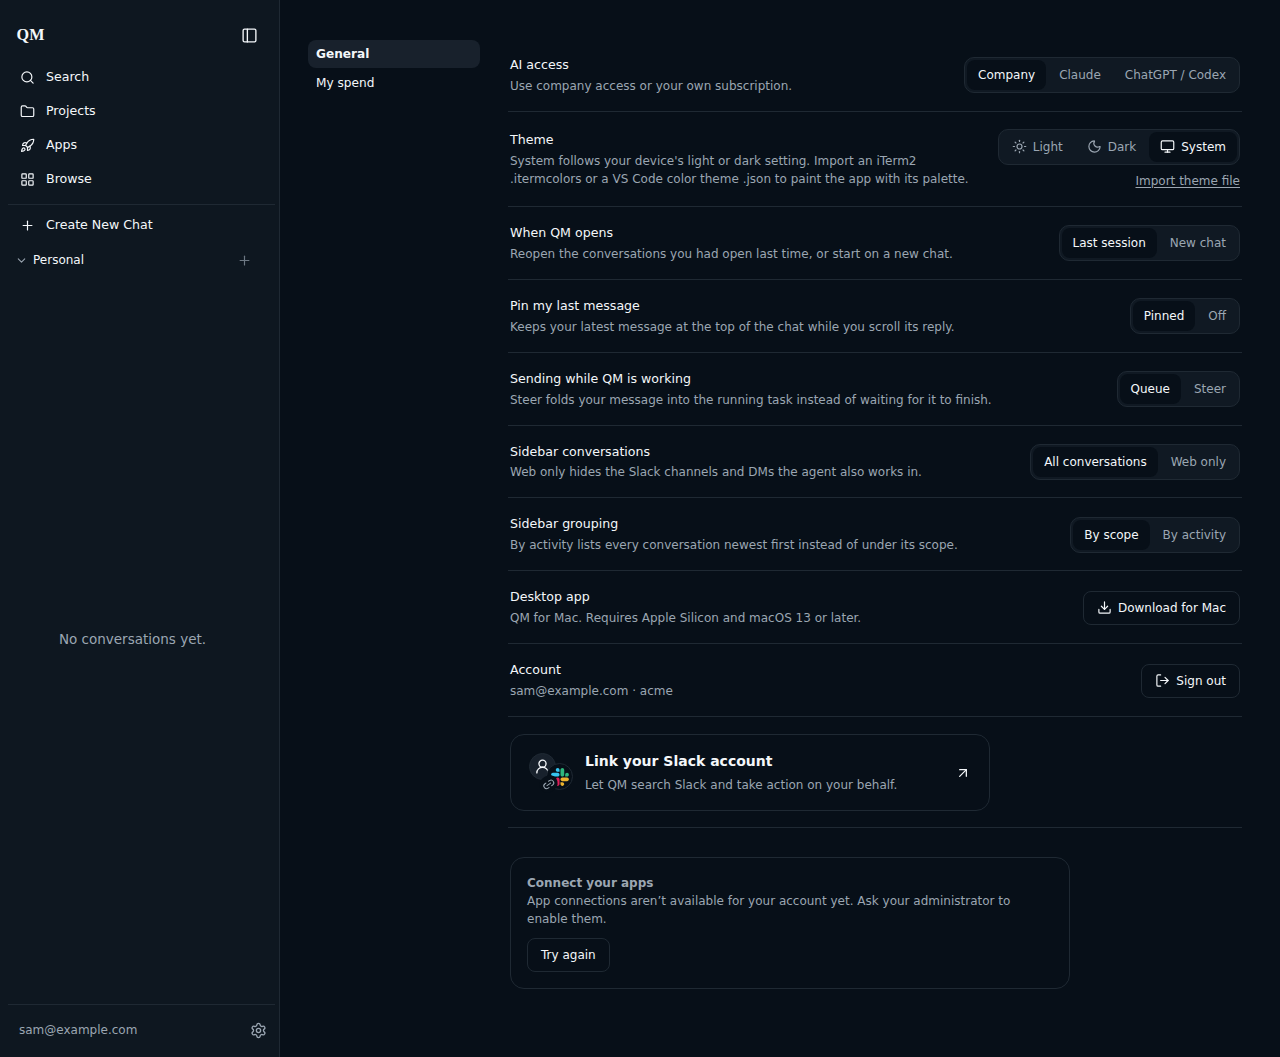 QM
Search
Projects
Apps
Browse
Create New Chat
Personal
No conversations yet.
sam@example.com
General
My spend
AI access
Use company access or your own subscription.
Company Claude ChatGPT / Codex
Theme
System follows your device's light or dark setting. Import an iTerm2
.itermcolors or a VS Code color theme .json to paint the app with its palette.
Light Dark System
Import theme file
When QM opens
Reopen the conversations you had open last time, or start on a new chat.
Last session New chat
Pin my last message
Keeps your latest message at the top of the chat while you scroll its reply.
Pinned Off
Sending while QM is working
Steer folds your message into the running task instead of waiting for it to finish.
Queue Steer
Sidebar conversations
Web only hides the Slack channels and DMs the agent also works in.
All conversations Web only
Sidebar grouping
By activity lists every conversation newest first instead of under its scope.
By scope By activity
Desktop app
QM for Mac. Requires Apple Silicon and macOS 13 or later.
Download for Mac
Account
sam@example.com · acme
Sign out
Link your Slack account
Let QM search Slack and take action on your behalf.
Connect your apps
App connections aren’t available for your account yet. Ask your administrator to
enable them.
Try again